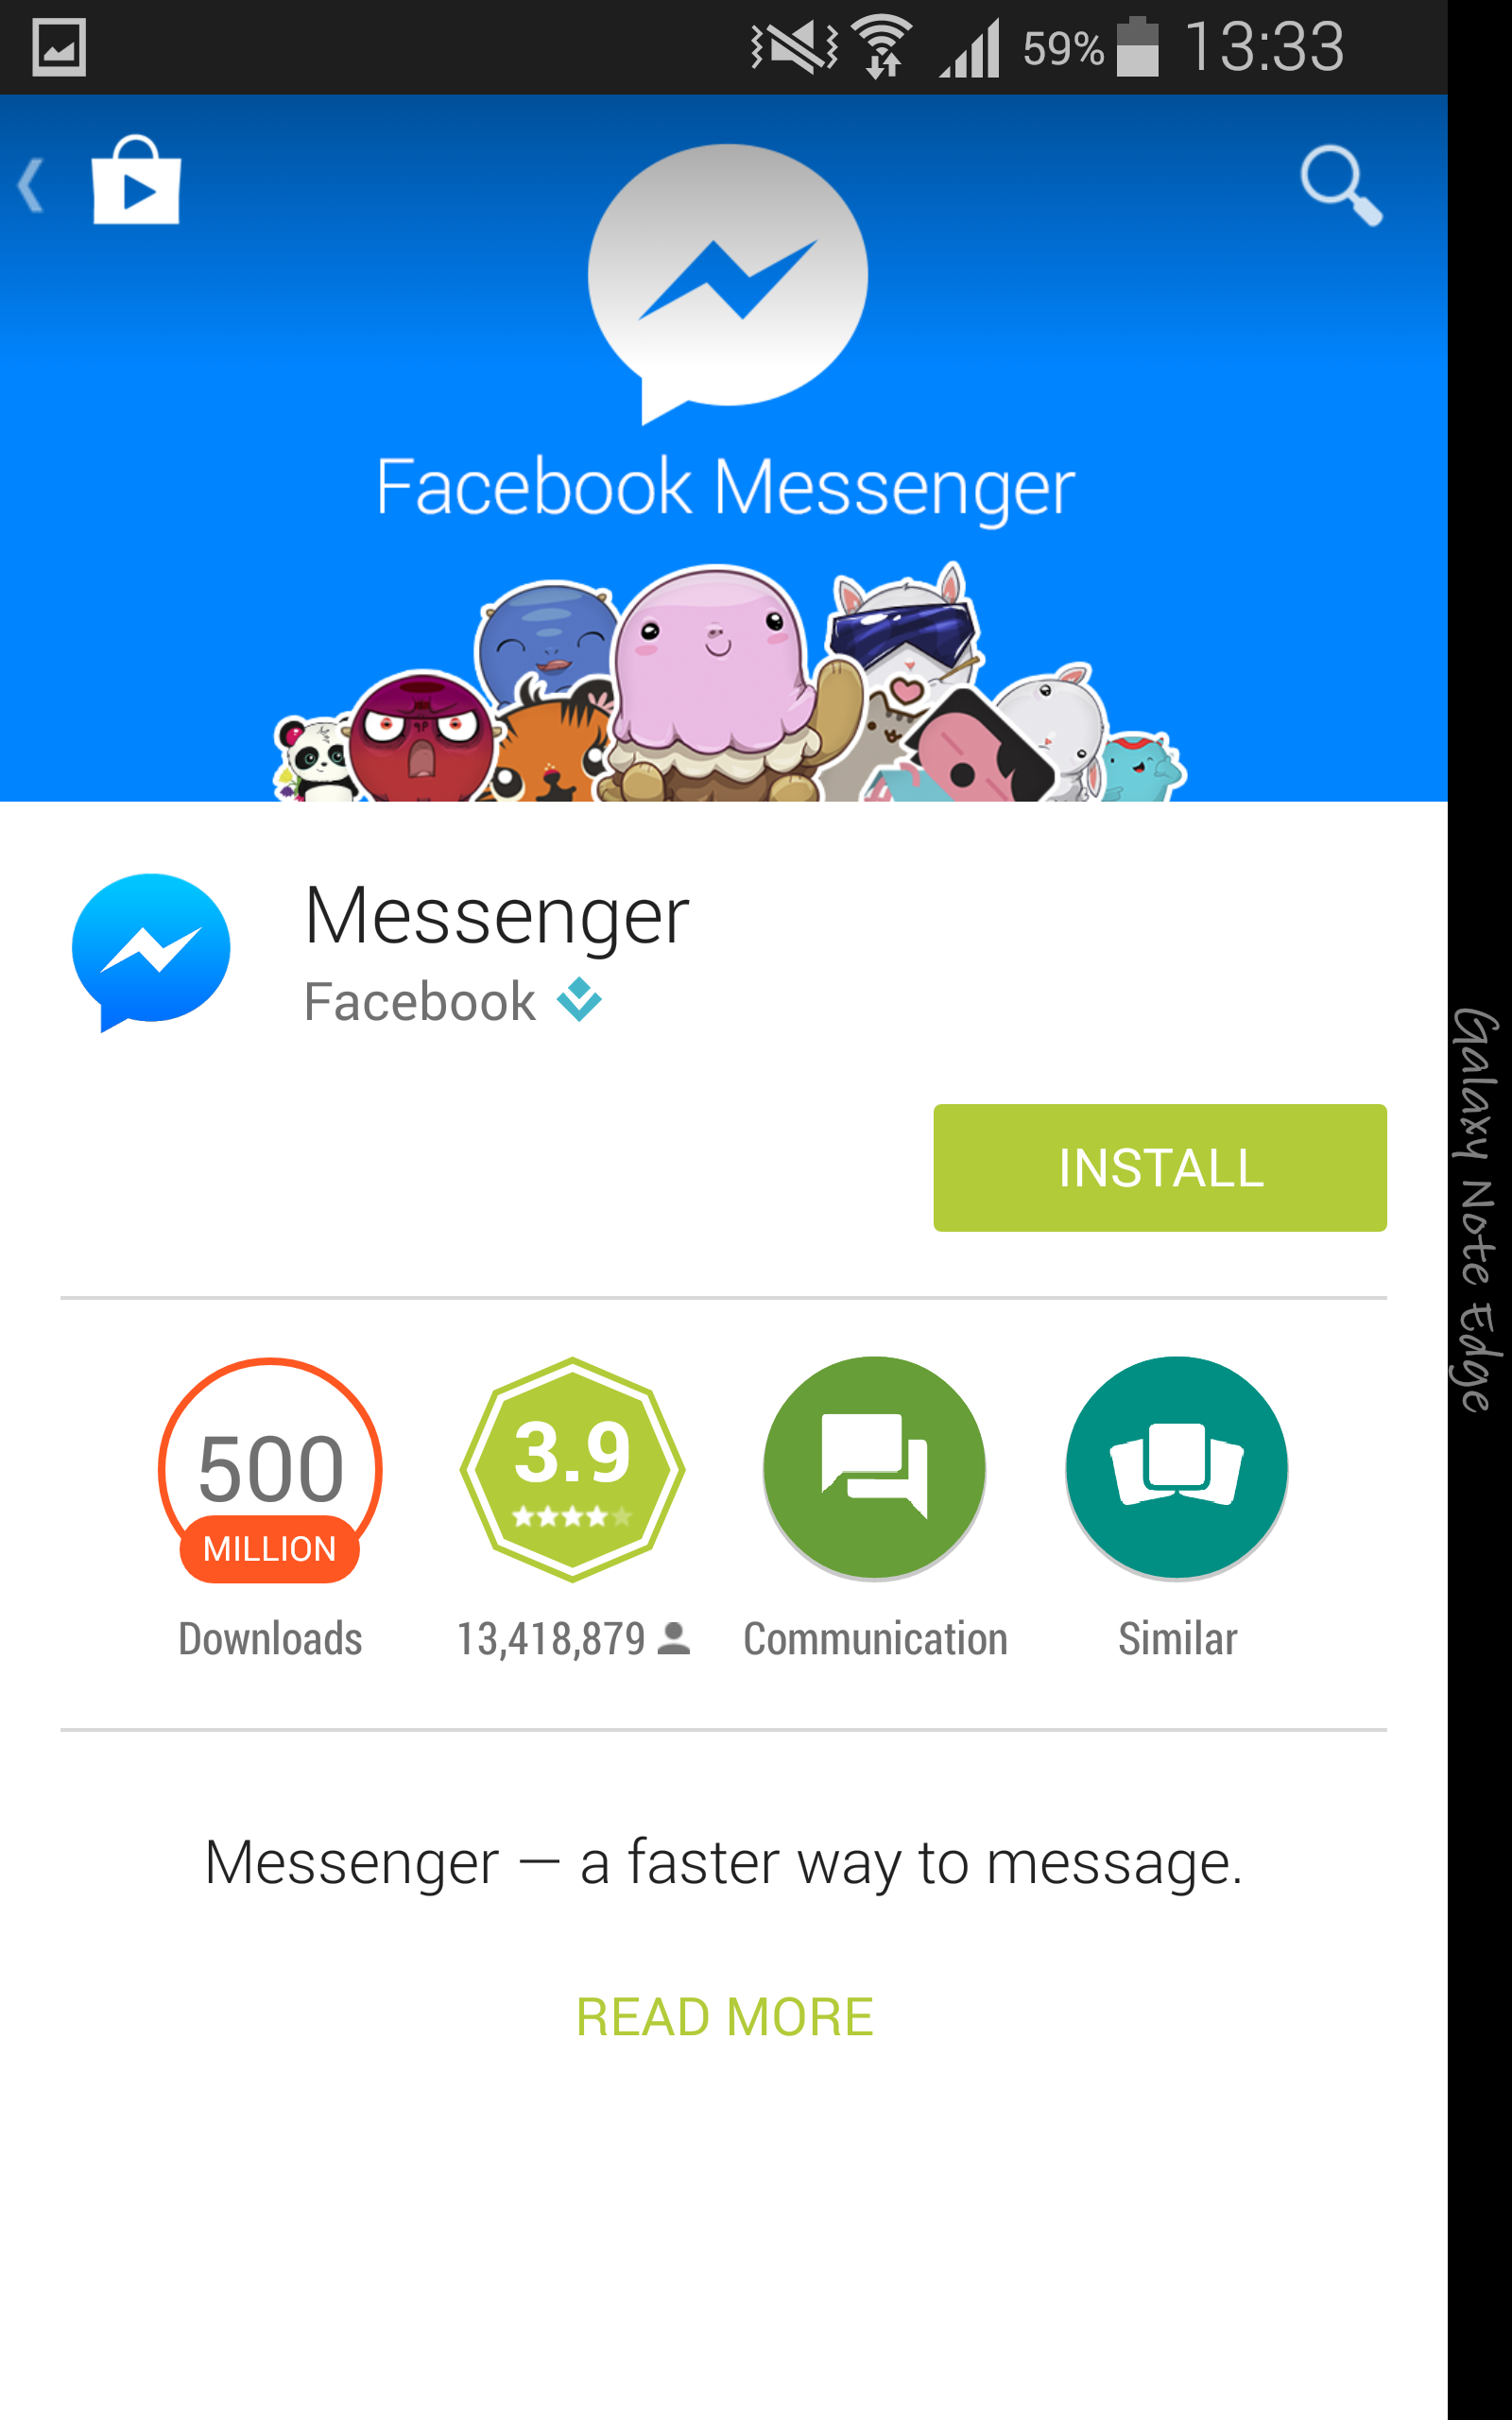 59% 13:33
Facebook Messenger
Messenger
Facebook
INSTALL
500
MILLION
3.9
Downloads
13,418,879
Communication
Similar
Messenger — a faster way to message.
READ MORE
Galaxy Note Edge